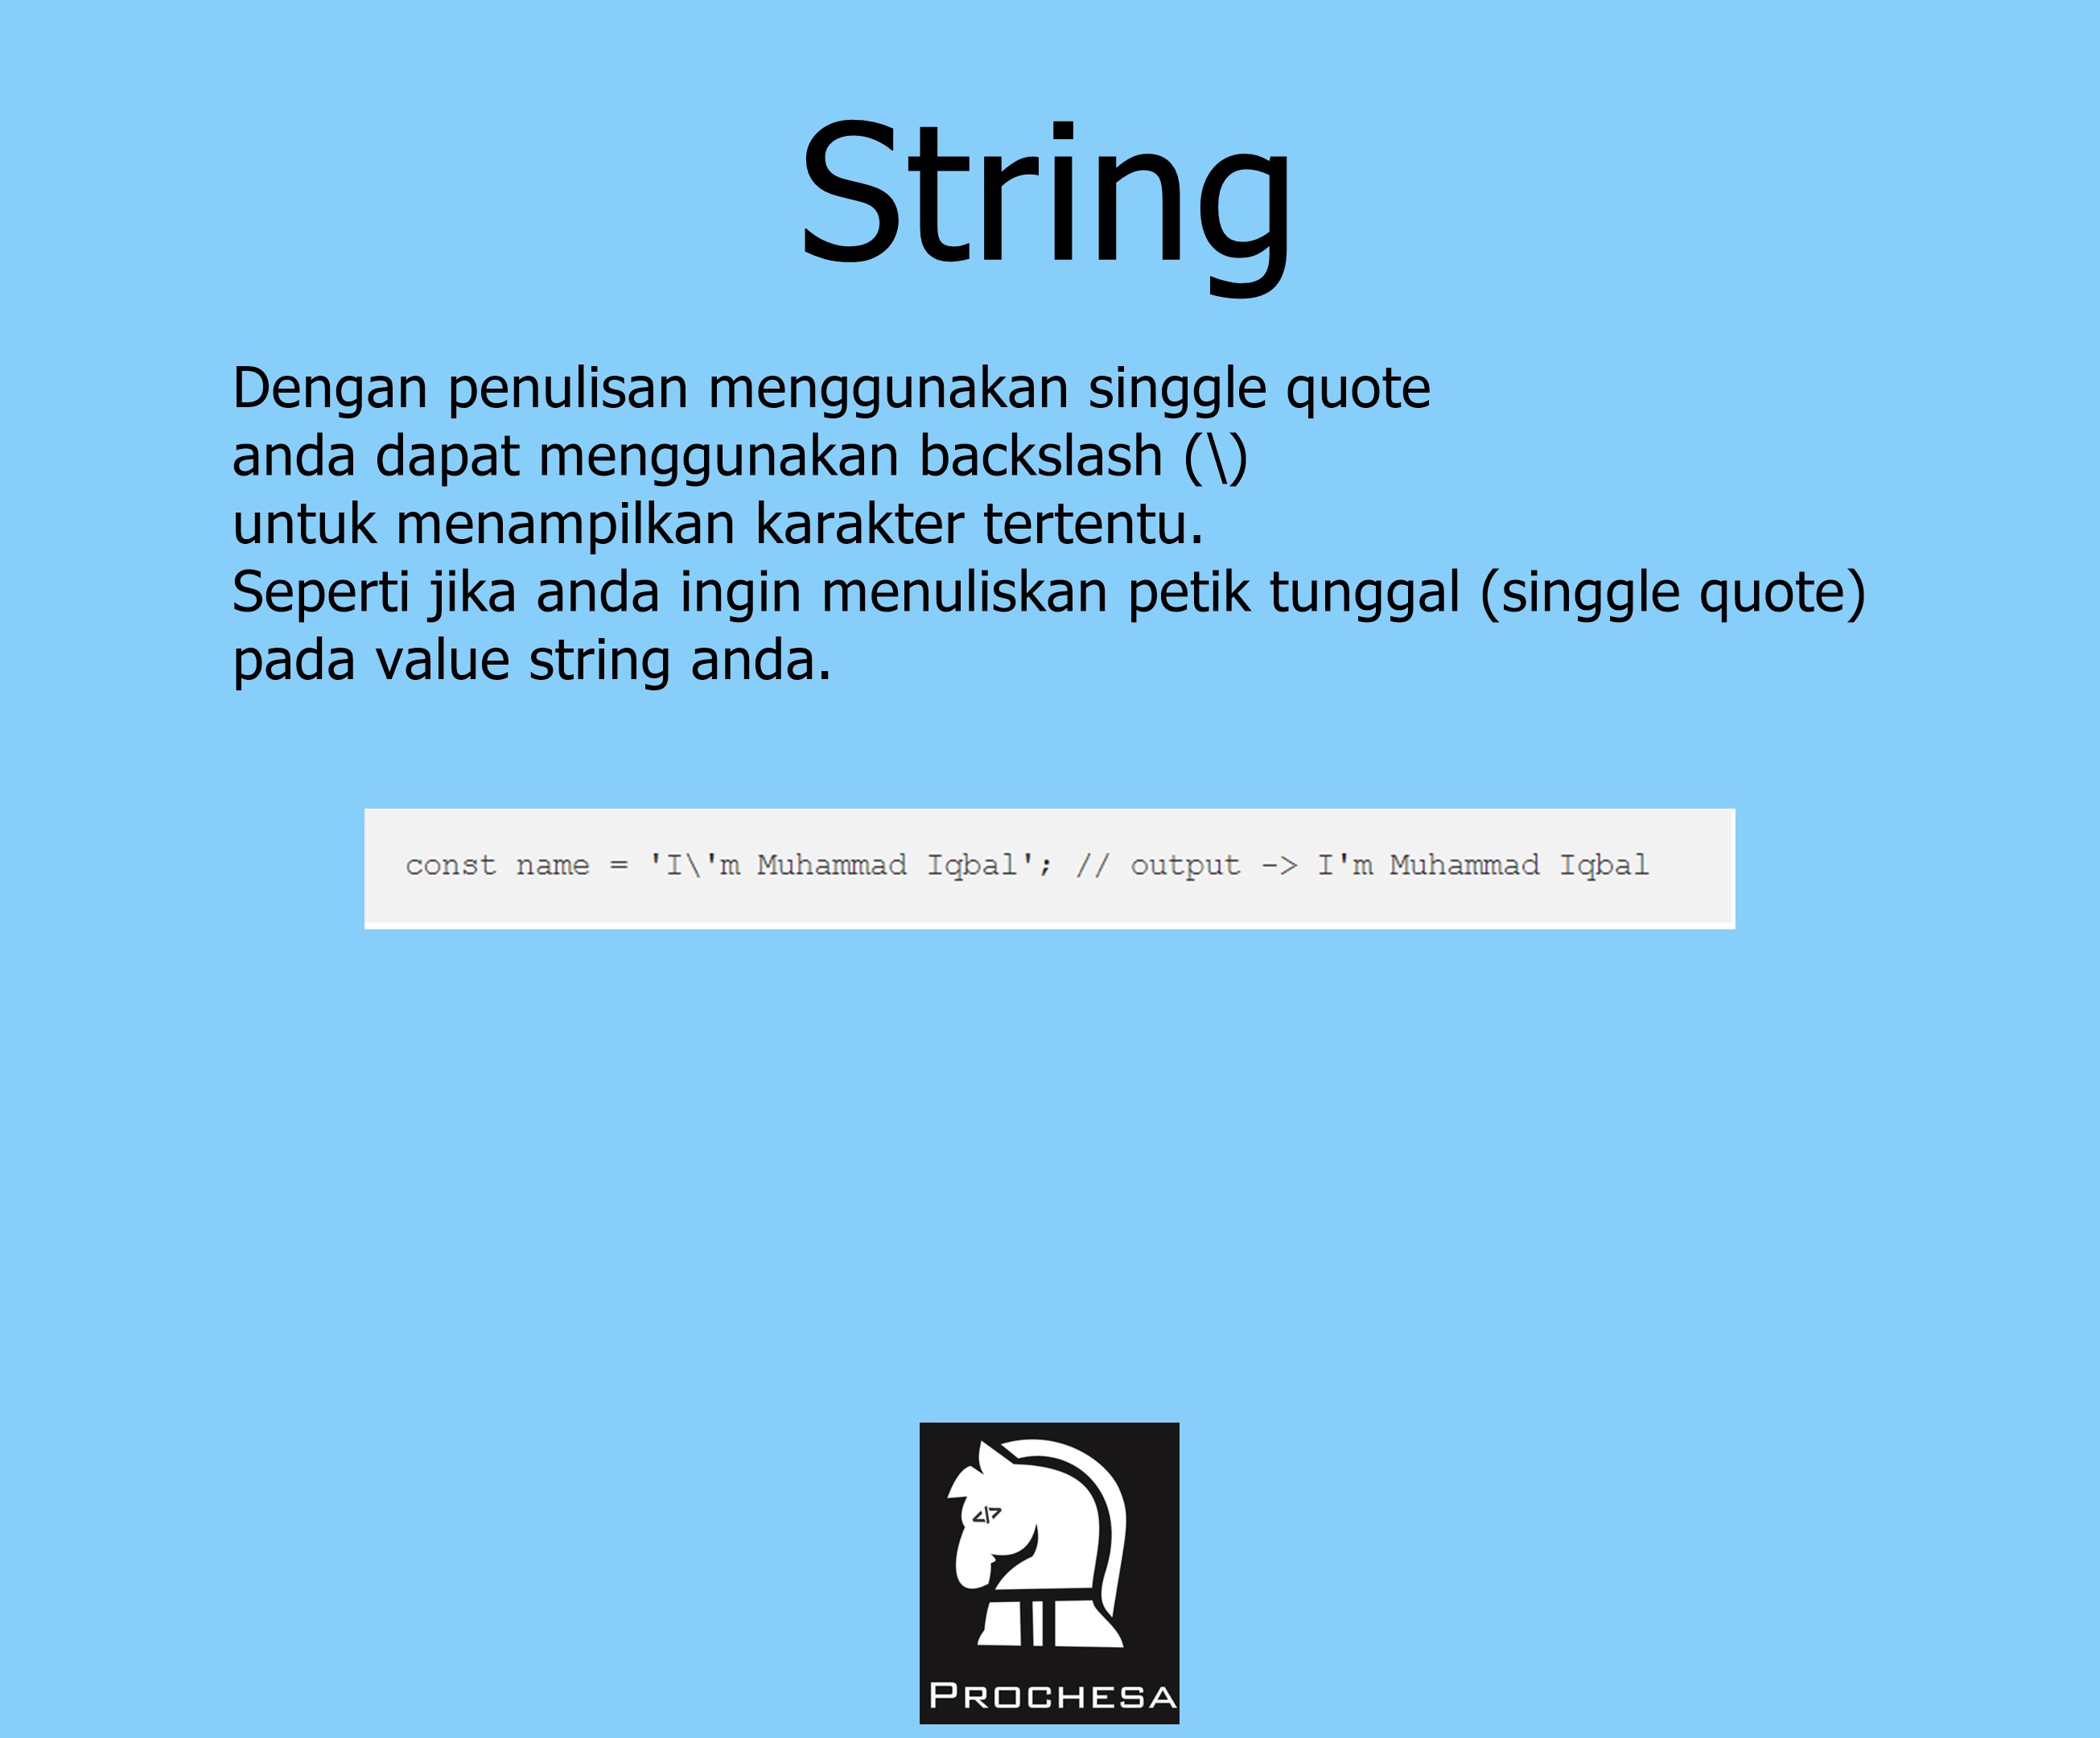 String
Dengan penulisan menggunakan singgle quote
anda dapat menggunakan backslash (\)
untuk menampilkan karakter tertentu.
Seperti jika anda ingin menuliskan petik tunggal (singgle quote)
pada value string anda.
const name = 'I\'m Muhammad Iqbal'; // output -> I'm Muhammad Iqbal
</>
PROCHESA